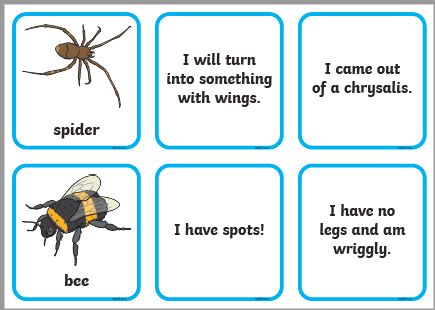 spider
I will turn
into something
with wings.
I came out
of a chrysalis.
bee
I have spots!
I have no
legs and am
wriggly.